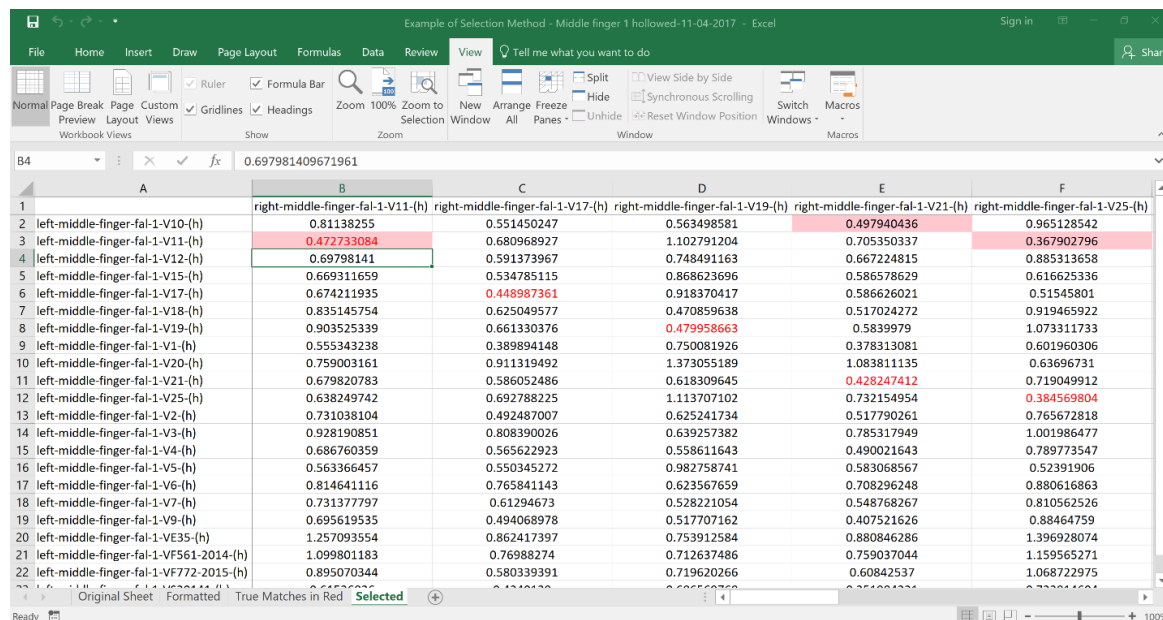 Example of Selection Method - Middle finger 1 hollowed-11-04-2017 - Excel Sign in
File Home Insert Draw Page Layout Formulas Data Review View Tell me what you want to do Shar
Normal Page Break Preview Page Layout Custom Views Ruler Formula Bar Gridlines Headings Zoom 100% Zoom to Selection New Window Arrange All Freeze Panes Split Hide Unhide View Side by Side Synchronous Scrolling Reset Window Position Switch Windows Macros
Workbook Views Show Zoom Window Macros
B4 fx 0.697981409671961
A B C D E F
1 right-middle-finger-fal-1-V11-(h) right-middle-finger-fal-1-V17-(h) right-middle-finger-fal-1-V19-(h) right-middle-finger-fal-1-V21-(h) right-middle-finger-fal-1-V25-(h)
2 left-middle-finger-fal-1-V10-(h) 0.81138255 0.551450247 0.563498581 0.497940436 0.965128542
3 left-middle-finger-fal-1-V11-(h) 0.472733084 0.680968927 1.102791204 0.705350337 0.367902796
4 left-middle-finger-fal-1-V12-(h) 0.69798141 0.591373967 0.748491163 0.667224815 0.885313658
5 left-middle-finger-fal-1-V15-(h) 0.669311659 0.534785115 0.868623696 0.586578629 0.616625336
6 left-middle-finger-fal-1-V17-(h) 0.674211935 0.448987361 0.918370417 0.586626021 0.51545801
7 left-middle-finger-fal-1-V18-(h) 0.835145754 0.625049577 0.470859638 0.517024272 0.919465922
8 left-middle-finger-fal-1-V19-(h) 0.903525339 0.661330376 0.479958663 0.5839979 1.073311733
9 left-middle-finger-fal-1-V1-(h) 0.555343238 0.389894148 0.750081926 0.378313081 0.601960306
10 left-middle-finger-fal-1-V20-(h) 0.759003161 0.911319492 1.373055189 1.083811135 0.63696731
11 left-middle-finger-fal-1-V21-(h) 0.679820783 0.586052486 0.618309645 0.428247412 0.719049912
12 left-middle-finger-fal-1-V25-(h) 0.638249742 0.692788225 1.113707102 0.732154954 0.384569804
13 left-middle-finger-fal-1-V2-(h) 0.731038104 0.492487007 0.625241734 0.517790261 0.765672818
14 left-middle-finger-fal-1-V3-(h) 0.928190851 0.808390026 0.639257382 0.785317949 1.001986477
15 left-middle-finger-fal-1-V4-(h) 0.686760359 0.565622923 0.558611643 0.490021643 0.789773547
16 left-middle-finger-fal-1-V5-(h) 0.563366457 0.550345272 0.982758741 0.583068567 0.52391906
17 left-middle-finger-fal-1-V6-(h) 0.814641116 0.765841143 0.623567659 0.708296248 0.880616863
18 left-middle-finger-fal-1-V7-(h) 0.731377797 0.61294673 0.528221054 0.548768267 0.810562526
19 left-middle-finger-fal-1-V9-(h) 0.695619535 0.494068978 0.517707162 0.407521626 0.88464759
20 left-middle-finger-fal-1-VE35-(h) 1.257093554 0.862417397 0.753912584 0.880846286 1.396928074
21 left-middle-finger-fal-1-VF561-2014-(h) 1.099801183 0.76988274 0.712637486 0.759037044 1.159565271
22 left-middle-finger-fal-1-VF772-2015-(h) 0.895070344 0.580339391 0.719620266 0.60842537 1.068722975
Original Sheet Formatted True Matches in Red Selected
Ready 100%